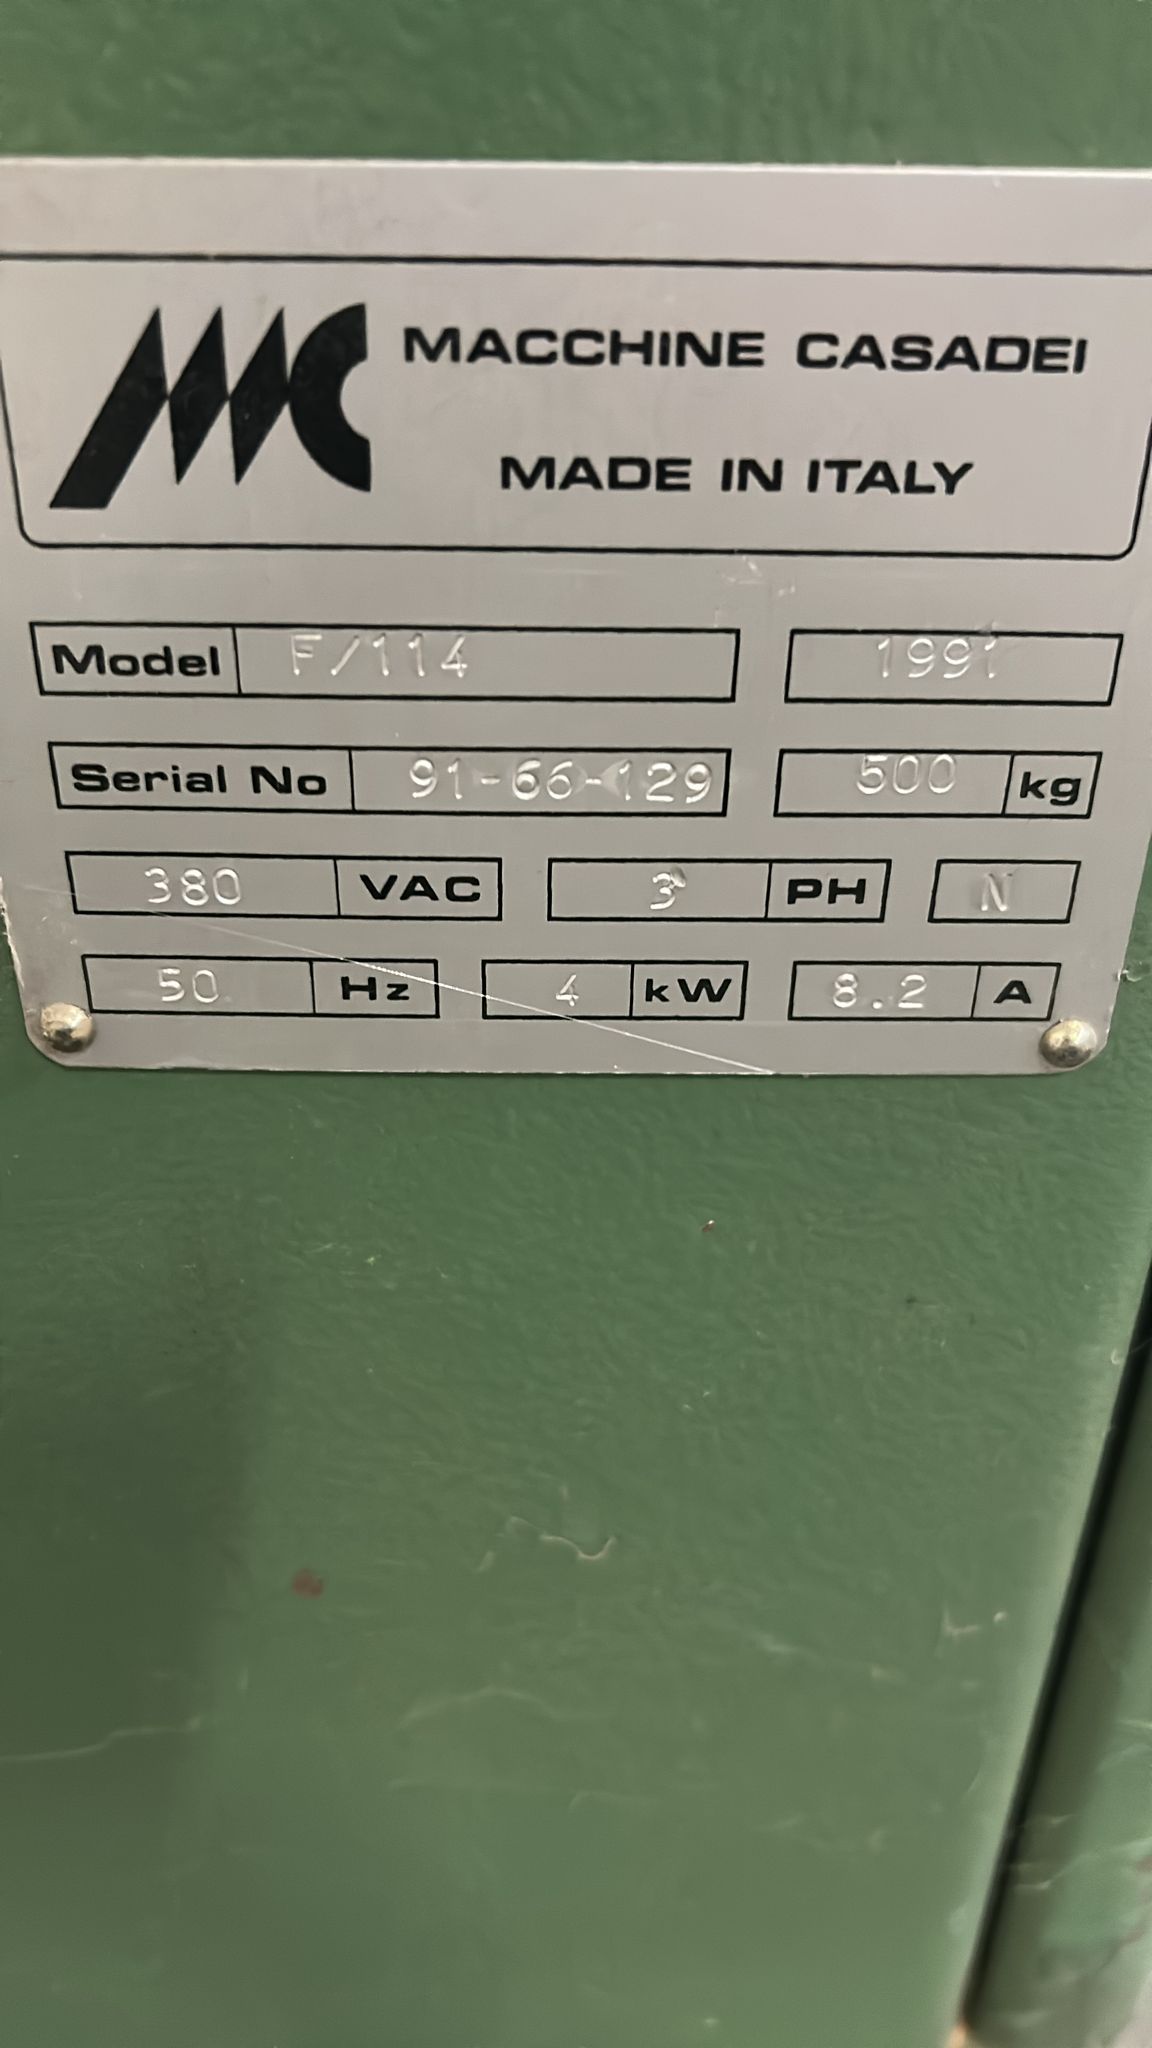 MC MACCHINE CASADEI
MADE IN ITALY
Model F/114 1991
Serial No 91-66-129 500 kg
380 VAC 3 PH N
50 Hz 4 kW 8.2 A